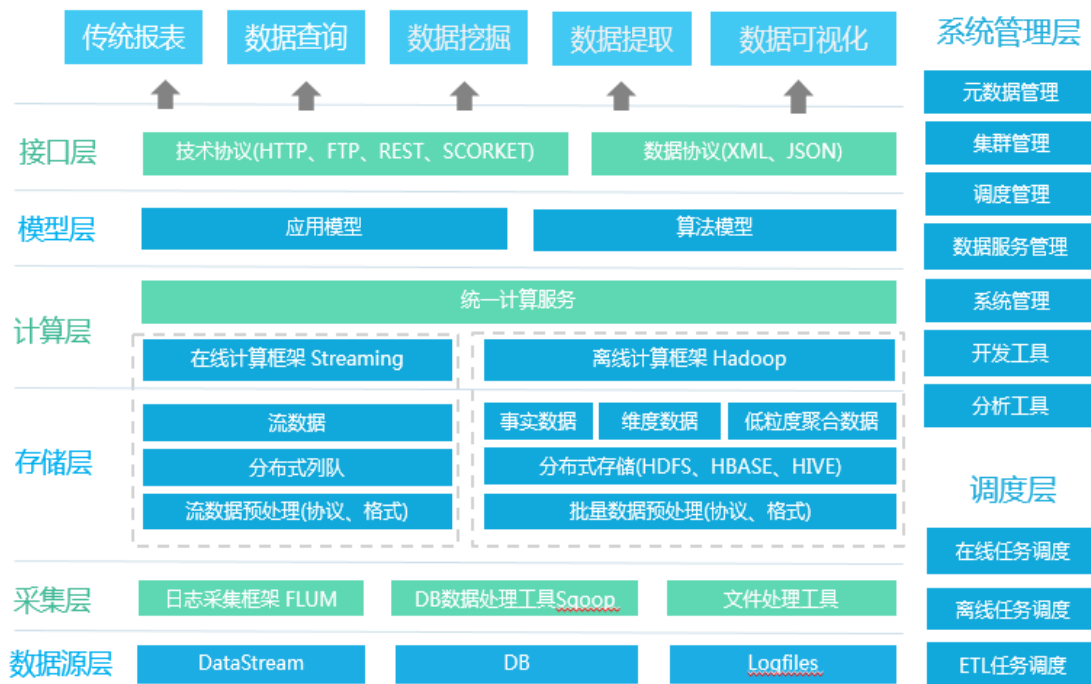 传统报表
数据查询
数据挖掘
数据提取
数据可视化
接口层
技术协议(HTTP、FTP、REST、SCORKET)
数据协议(XML、JSON)
模型层
应用模型
算法模型
计算层
统一计算服务
在线计算框架 Streaming
离线计算框架 Hadoop
存储层
流数据
事实数据
维度数据
低粒度聚合数据
分布式列队
分布式存储(HDFS、HBASE、HIVE)
流数据预处理(协议、格式)
批量数据预处理(协议、格式)
采集层
日志采集框架 FLUM
DB数据处理工具Sqoop
文件处理工具
数据源层
DataStream
DB
Logfiles
系统管理层
元数据管理
集群管理
调度管理
数据服务管理
系统管理
开发工具
分析工具
调度层
在线任务调度
离线任务调度
ETL任务调度